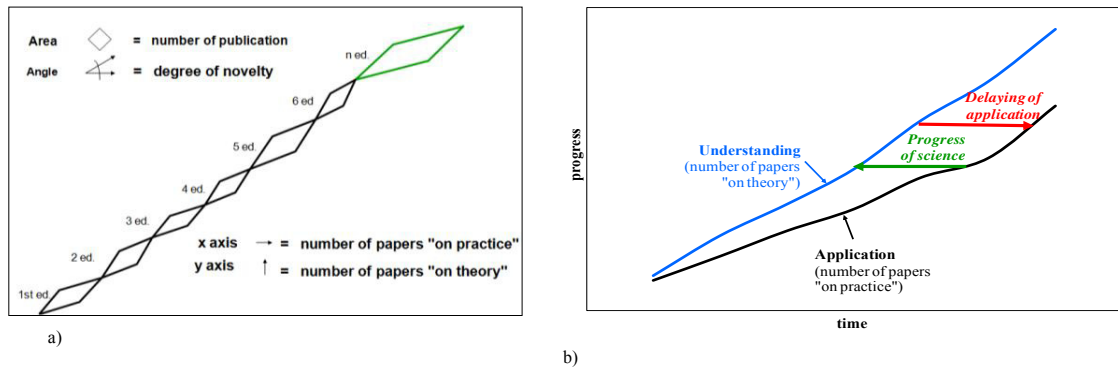 Area = number of publication
Angle = degree of novelty
n ed.
6 ed
5 ed.
4 ed.
3 ed.
2 ed.
1st ed.
x axis → = number of papers "on practice"
y axis ↑ = number of papers "on theory"
a)
progress
Delaying of
application
Progress
of science
Understanding
(number of papers
"on theory")
Application
(number of papers
"on practice")
time
b)